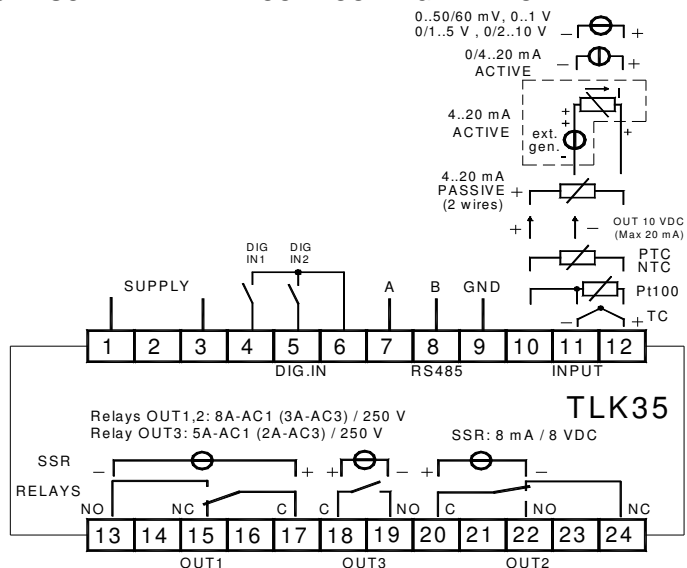 0..50/60 mV, 0..1 V
0/1..5 V , 0/2..10 V
– +
0/4..20 mA
ACTIVE
– +
4..20 mA
ACTIVE
I
+
+
ext.
gen.
-
+
4..20 mA
PASSIVE
(2 wires)
+
+ –
OUT 10 VDC
(Max 20 mA)
PTC
NTC
Pt100
– + TC
DIG
IN1
DIG
IN2
SUPPLY
A B GND
1 2 3 4 5 6 7 8 9 10 11 12
DIG.IN RS485 INPUT
TLK35
Relays OUT1,2: 8A-AC1 (3A-AC3) / 250 V
Relay OUT3: 5A-AC1 (2A-AC3) / 250 V
SSR: 8 mA / 8 VDC
SSR – + + – + –
RELAYS
NO NC C C NO C NO NC
13 14 15 16 17 18 19 20 21 22 23 24
OUT1 OUT3 OUT2